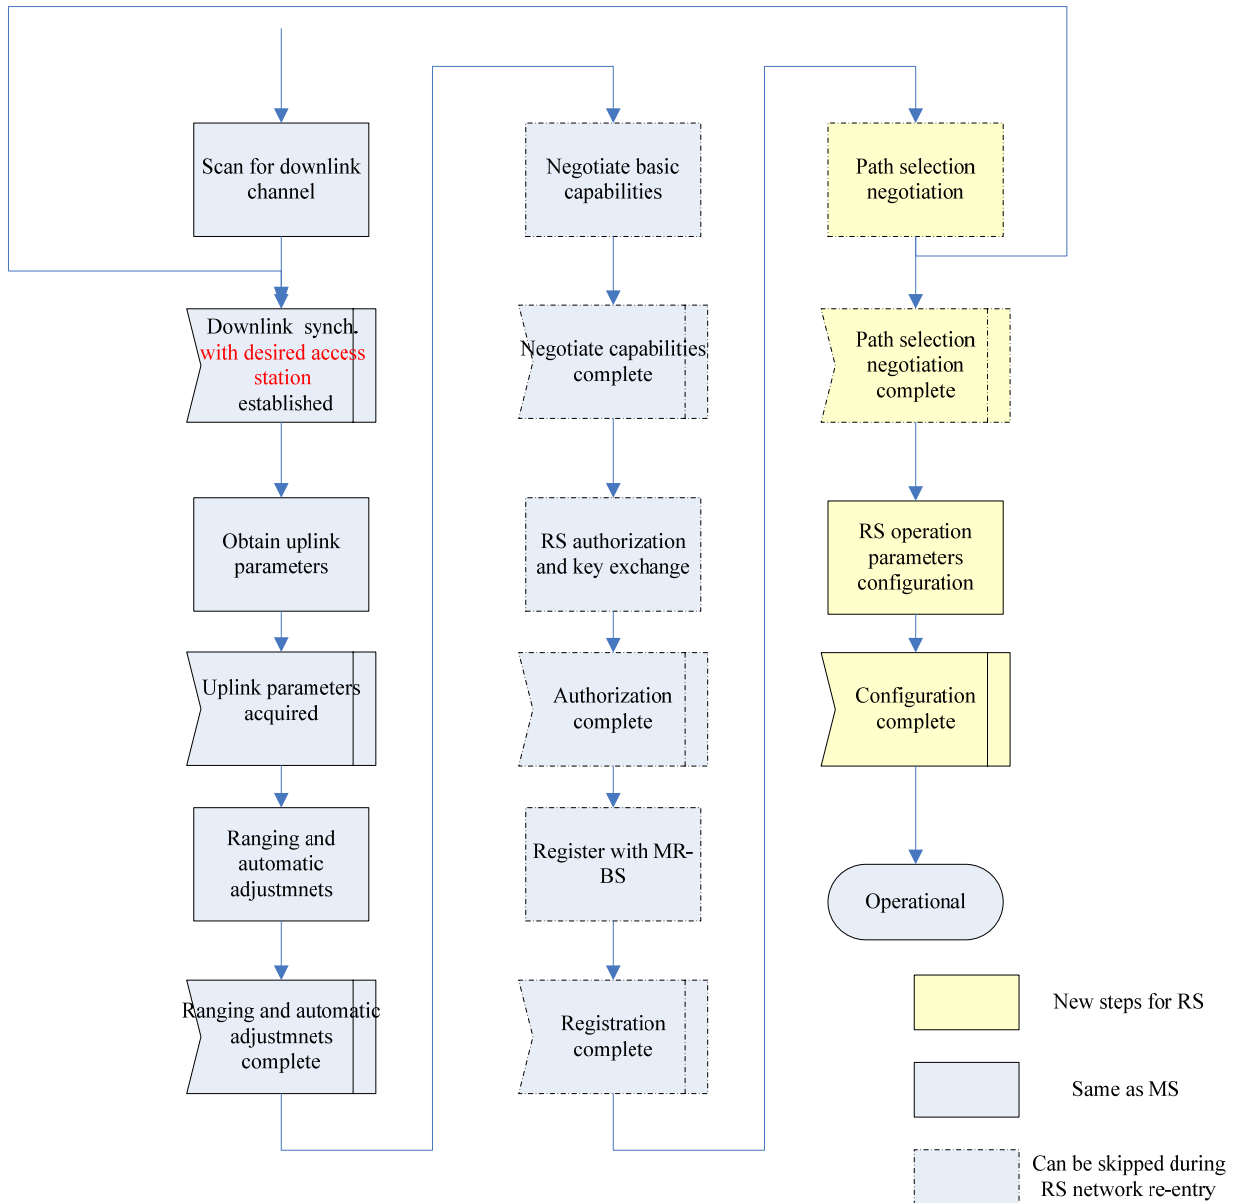 Scan for downlink
channel
Downlink synch.
with desired access
station
established
Obtain uplink
parameters
Uplink parameters
acquired
Ranging and
automatic
adjustmnets
Ranging and automatic
adjustmnets
complete
Negotiate basic
capabilities
Negotiate capabilities
complete
RS authorization
and key exchange
Authorization
complete
Register with MR-
BS
Registration
complete
Path selection
negotiation
Path selection
negotiation
complete
RS operation
parameters
configuration
Configuration
complete
Operational
New steps for RS
Same as MS
Can be skipped during
RS network re-entry